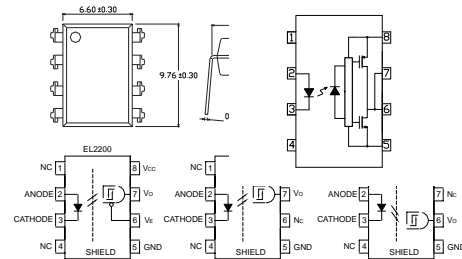 6.60 ±0.30
9.76 ±0.30
0
1
2
3
4
8
7
6
5
EL2200
NC 1
ANODE 2
CATHODE 3
NC 4
8 Vcc
7 Vo
6 VE
5 GND
SHIELD
NC 1
ANODE 2
CATHODE 3
NC 4
7 Vo
6 Nc
5 GND
SHIELD
ANODE 2
CATHODE 3
NC 4
7 Nc
6 Vo
5 GND
SHIELD